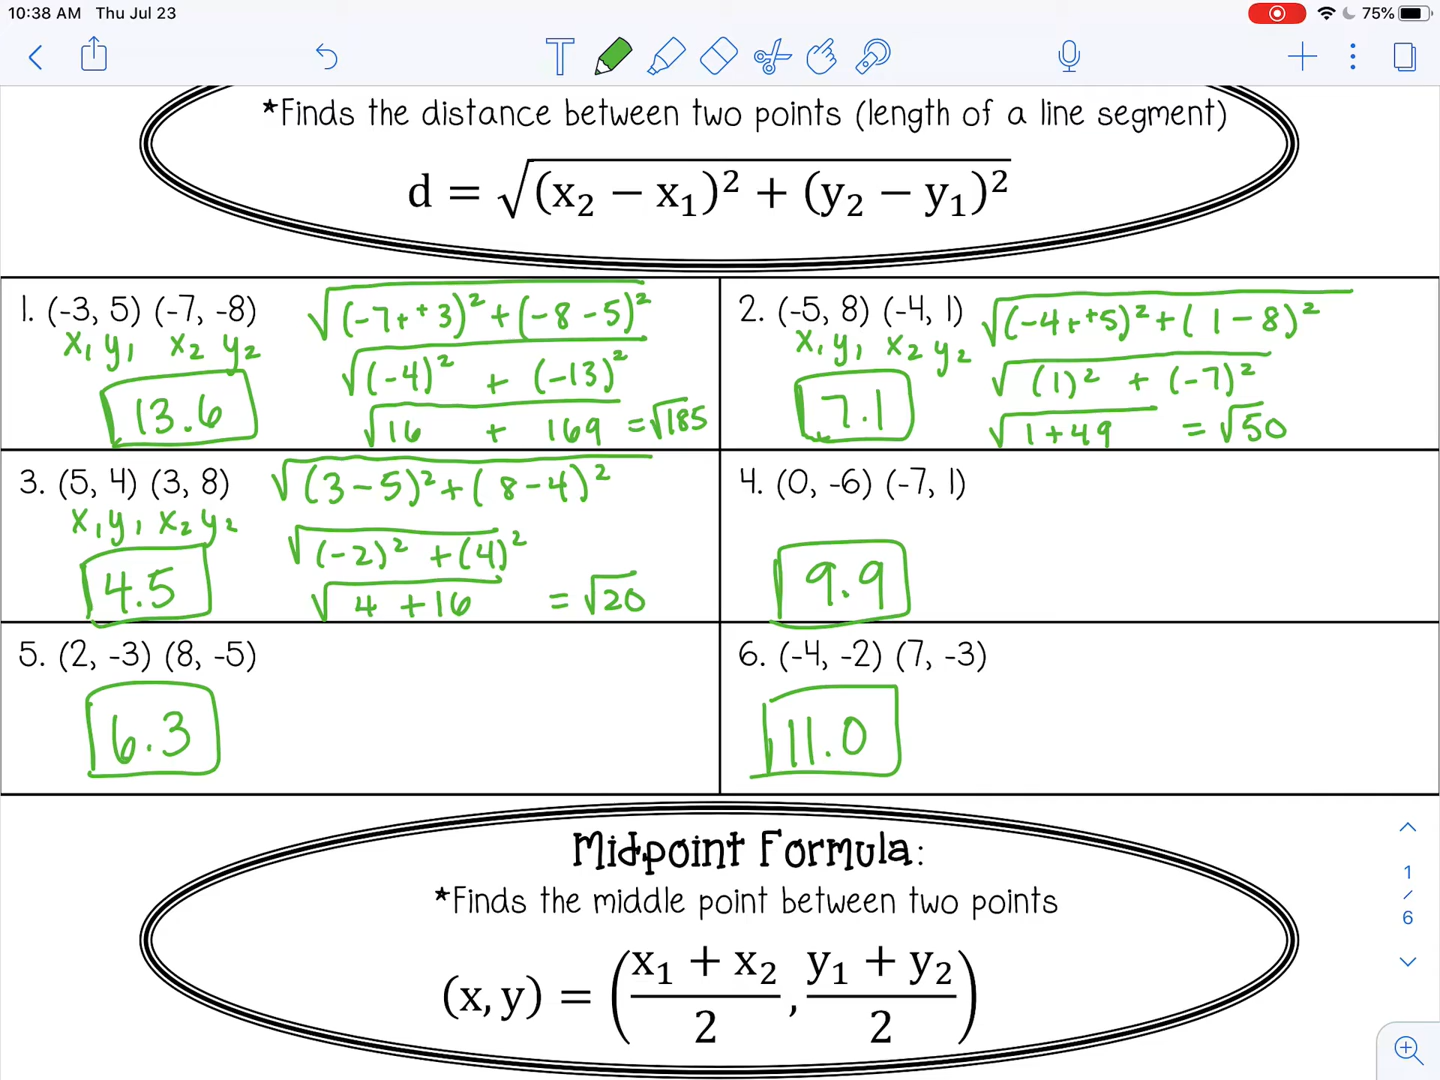 10:38 AM Thu Jul 23
75%
*Finds the distance between two points (length of a line segment)
d = √(x₂ − x₁)² + (y₂ − y₁)²
1. (-3, 5) (-7, -8)
x₁ y₁ x₂ y₂
√(-7+⁺3)² + (-8-5)²
√(-4)² + (-13)²
√16 + 169 = √185
13.6
2. (-5, 8) (-4, 1)
x₁ y₁ x₂ y₂
√(-4+⁺5)² + (1-8)²
√(1)² + (-7)²
√1+49 = √50
7.1
3. (5, 4) (3, 8)
x₁ y₁ x₂ y₂
√(3-5)² + (8-4)²
√(-2)² + (4)²
√4 + 16 = √20
4.5
4. (0, -6) (-7, 1)
9.9
5. (2, -3) (8, -5)
6.3
6. (-4, -2) (7, -3)
11.0
Midpoint Formula:
*Finds the middle point between two points
(x, y) = (x₁ + x₂ / 2, y₁ + y₂ / 2)
1 / 6